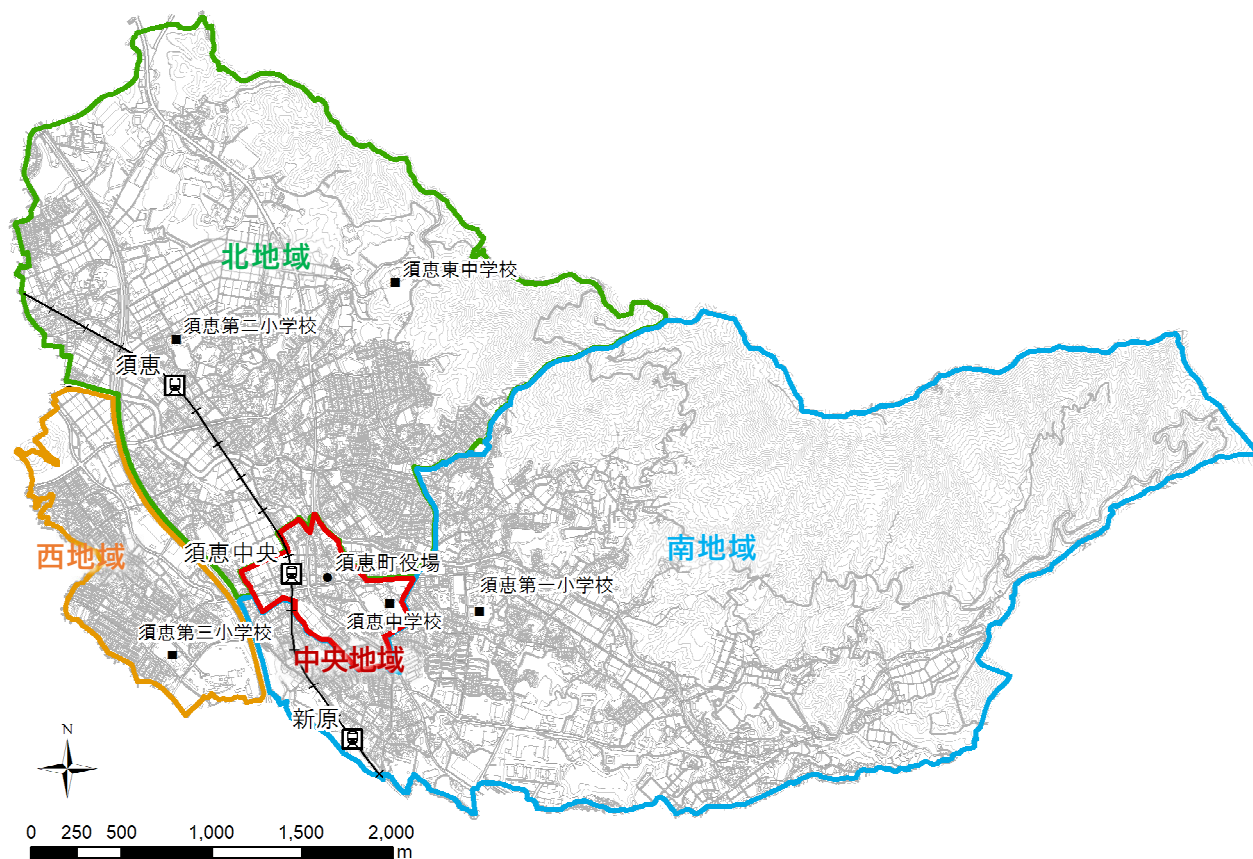 北地域
須恵東中学校
須恵第二小学校
須恵
須恵中央
須恵町役場
西地域
南地域
須恵第一小学校
須恵中学校
須恵第三小学校
中央地域
新原
N
0 250 500 1,000 1,500 2,000
m